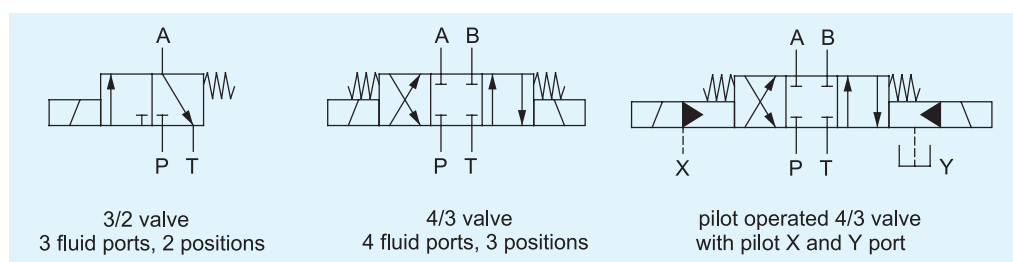 A
P T
3/2 valve
3 fluid ports, 2 positions
A B
P T
4/3 valve
4 fluid ports, 3 positions
A B
X P T Y
pilot operated 4/3 valve
with pilot X and Y port